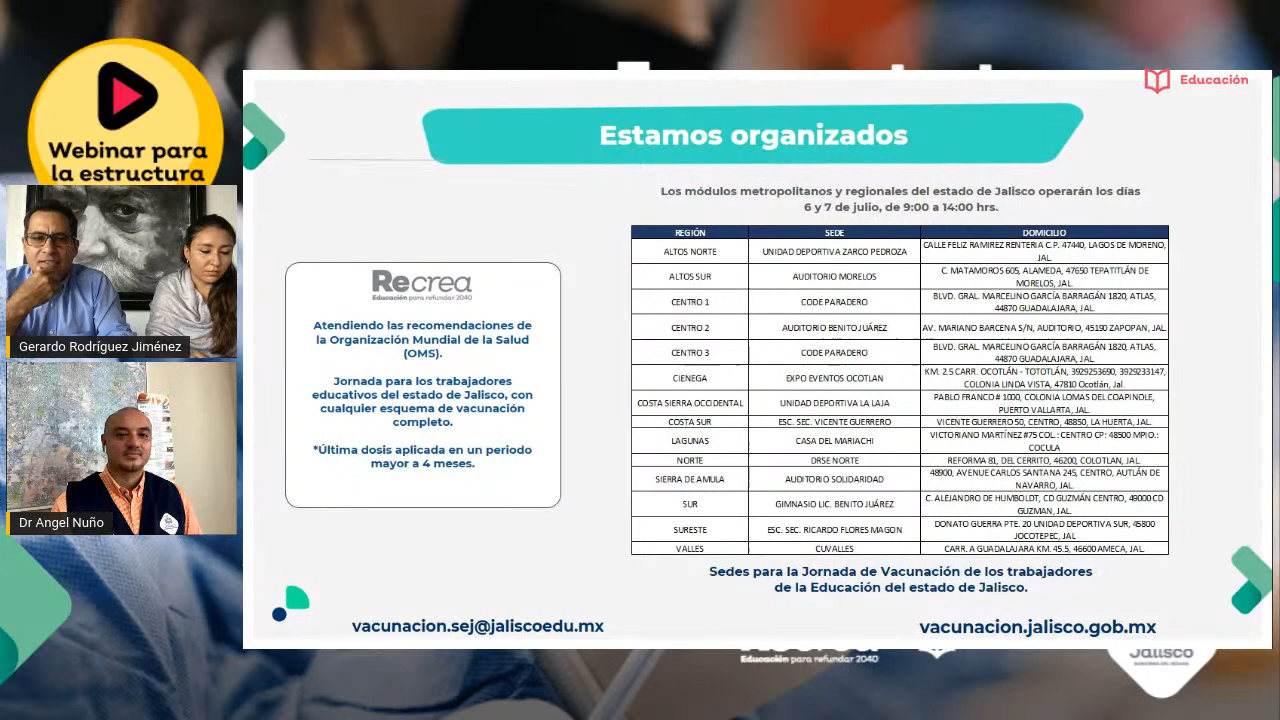 Webinar para
la estructura
Gerardo Rodríguez Jiménez
Dr Angel Nuño
Educación
Estamos organizados
Los módulos metropolitanos y regionales del estado de Jalisco operarán los días
6 y 7 de julio, de 9:00 a 14:00 hrs.
Recrea
Educación para refundar 2040
Atendiendo las recomendaciones de
la Organización Mundial de la Salud
(OMS).
Jornada para los trabajadores
educativos del estado de Jalisco, con
cualquier esquema de vacunación
completo.
*Última dosis aplicada en un periodo
mayor a 4 meses.
REGIÓN SEDE DOMICILIO
ALTOS NORTE UNIDAD DEPORTIVA ZARCO PEDROZA CALLE FELIZ RAMIREZ RENTERIA C.P. 47440, LAGOS DE MORENO,
JAL.
ALTOS SUR AUDITORIO MORELOS C. MATAMOROS 605, ALAMEDA, 47650 TEPATITLÁN DE
MORELOS, JAL.
CENTRO 1 CODE PARADERO BLVD. GRAL. MARCELINO GARCÍA BARRAGÁN 1820, ATLAS,
44870 GUADALAJARA, JAL.
CENTRO 2 AUDITORIO BENITO JUÁREZ AV. MARIANO BARCENA S/N, AUDITORIO, 45190 ZAPOPAN, JAL.
CENTRO 3 CODE PARADERO BLVD. GRAL. MARCELINO GARCÍA BARRAGÁN 1820, ATLAS,
44870 GUADALAJARA, JAL.
CIENEGA EXPO EVENTOS OCOTLAN KM. 2.5 CARR. OCOTLÁN - TOTOTLÁN, 3929253690, 3929233147,
COLONIA LINDA VISTA, 47810 Ocotlán, Jal.
COSTA SIERRA OCCIDENTAL UNIDAD DEPORTIVA LA LAJA PABLO FRANCO # 1000, COLONIA LOMAS DEL COAPINOLE,
PUERTO VALLARTA, JAL.
COSTA SUR ESC. SEC. VICENTE GUERRERO VICENTE GUERRERO 50, CENTRO, 48850, LA HUERTA, JAL.
LAGUNAS CASA DEL MARIACHI VICTORIANO MARTÍNEZ #75 COL.: CENTRO CP: 48500 MPIO.:
COCULA
NORTE DRSE NORTE REFORMA 81, DEL CERRITO, 46200, COLOTLAN, JAL.
SIERRA DE AMULA AUDITORIO SOLIDARIDAD 48900, AVENUE CARLOS SANTANA 245, CENTRO, AUTLÁN DE
NAVARRO, JAL.
SUR GIMNASIO LIC. BENITO JUÁREZ C. ALEJANDRO DE HUMBOLDT, CD GUZMÁN CENTRO, 49000 CD
GUZMAN, JAL.
SURESTE ESC. SEC. RICARDO FLORES MAGON DONATO GUERRA PTE. 20 UNIDAD DEPORTIVA SUR, 45800
JOCOTEPEC, JAL
VALLES CUVALLES CARR. A GUADALAJARA KM. 45.5, 46600 AMECA, JAL.
Sedes para la Jornada de Vacunación de los trabajadores
de la Educación del estado de Jalisco.
vacunacion.sej@jaliscoedu.mx
vacunacion.jalisco.gob.mx
Educación para refundar 2040
Jalisco